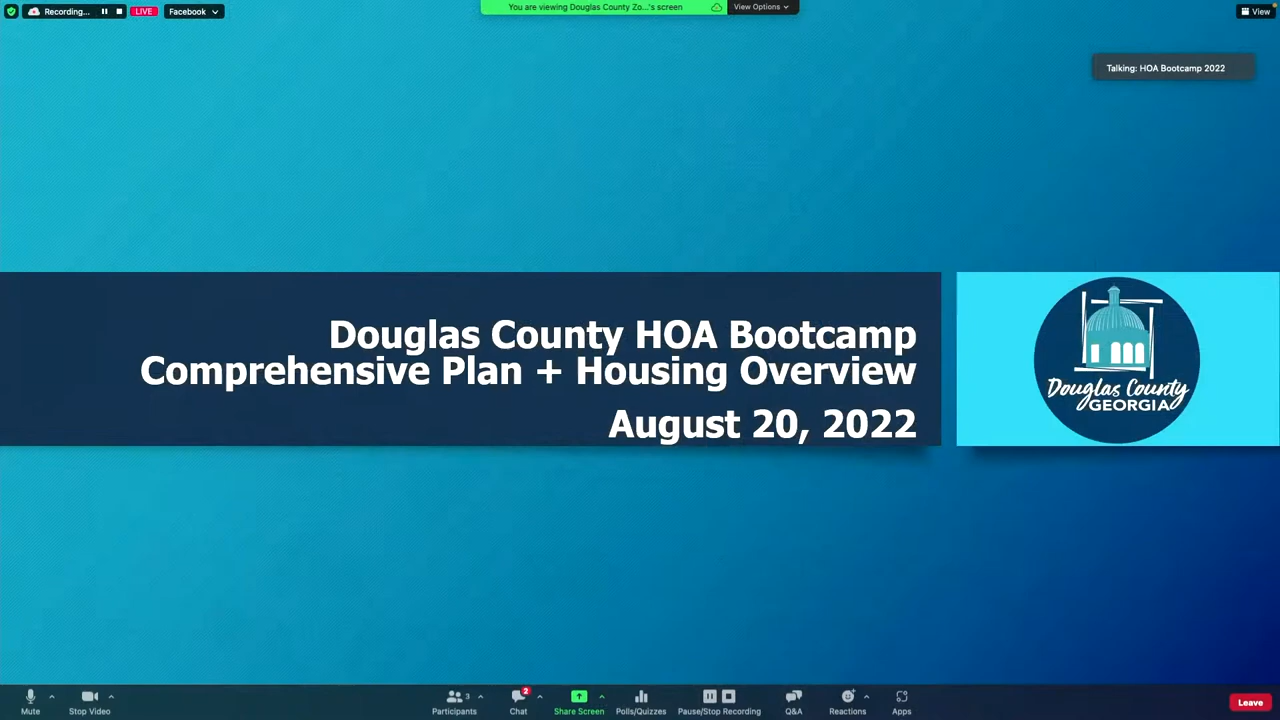 Recording...
LIVE
Facebook
You are viewing Douglas County Zo...'s screen
View Options
View
Talking: HOA Bootcamp 2022
Douglas County HOA Bootcamp
Comprehensive Plan + Housing Overview
August 20, 2022
Douglas County
GEORGIA
Mute
Stop Video
Participants
3
Chat
2
Share Screen
Polls/Quizzes
Pause/Stop Recording
Q&A
Reactions
Apps
Leave